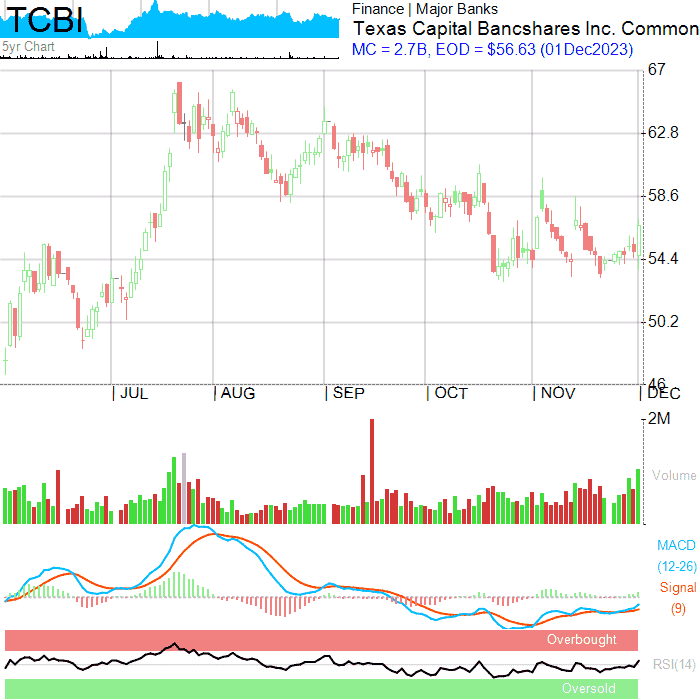 TCBI
5yr Chart
Finance | Major Banks
Texas Capital Bancshares Inc. Common
MC = 2.7B, EOD = $56.63 (01Dec2023)
67
62.8
58.6
54.4
50.2
46
| JUL | AUG | SEP | OCT | NOV | DEC
2M
Volume
MACD
(12-26)
Signal
(9)
Overbought
RSI(14)
Oversold